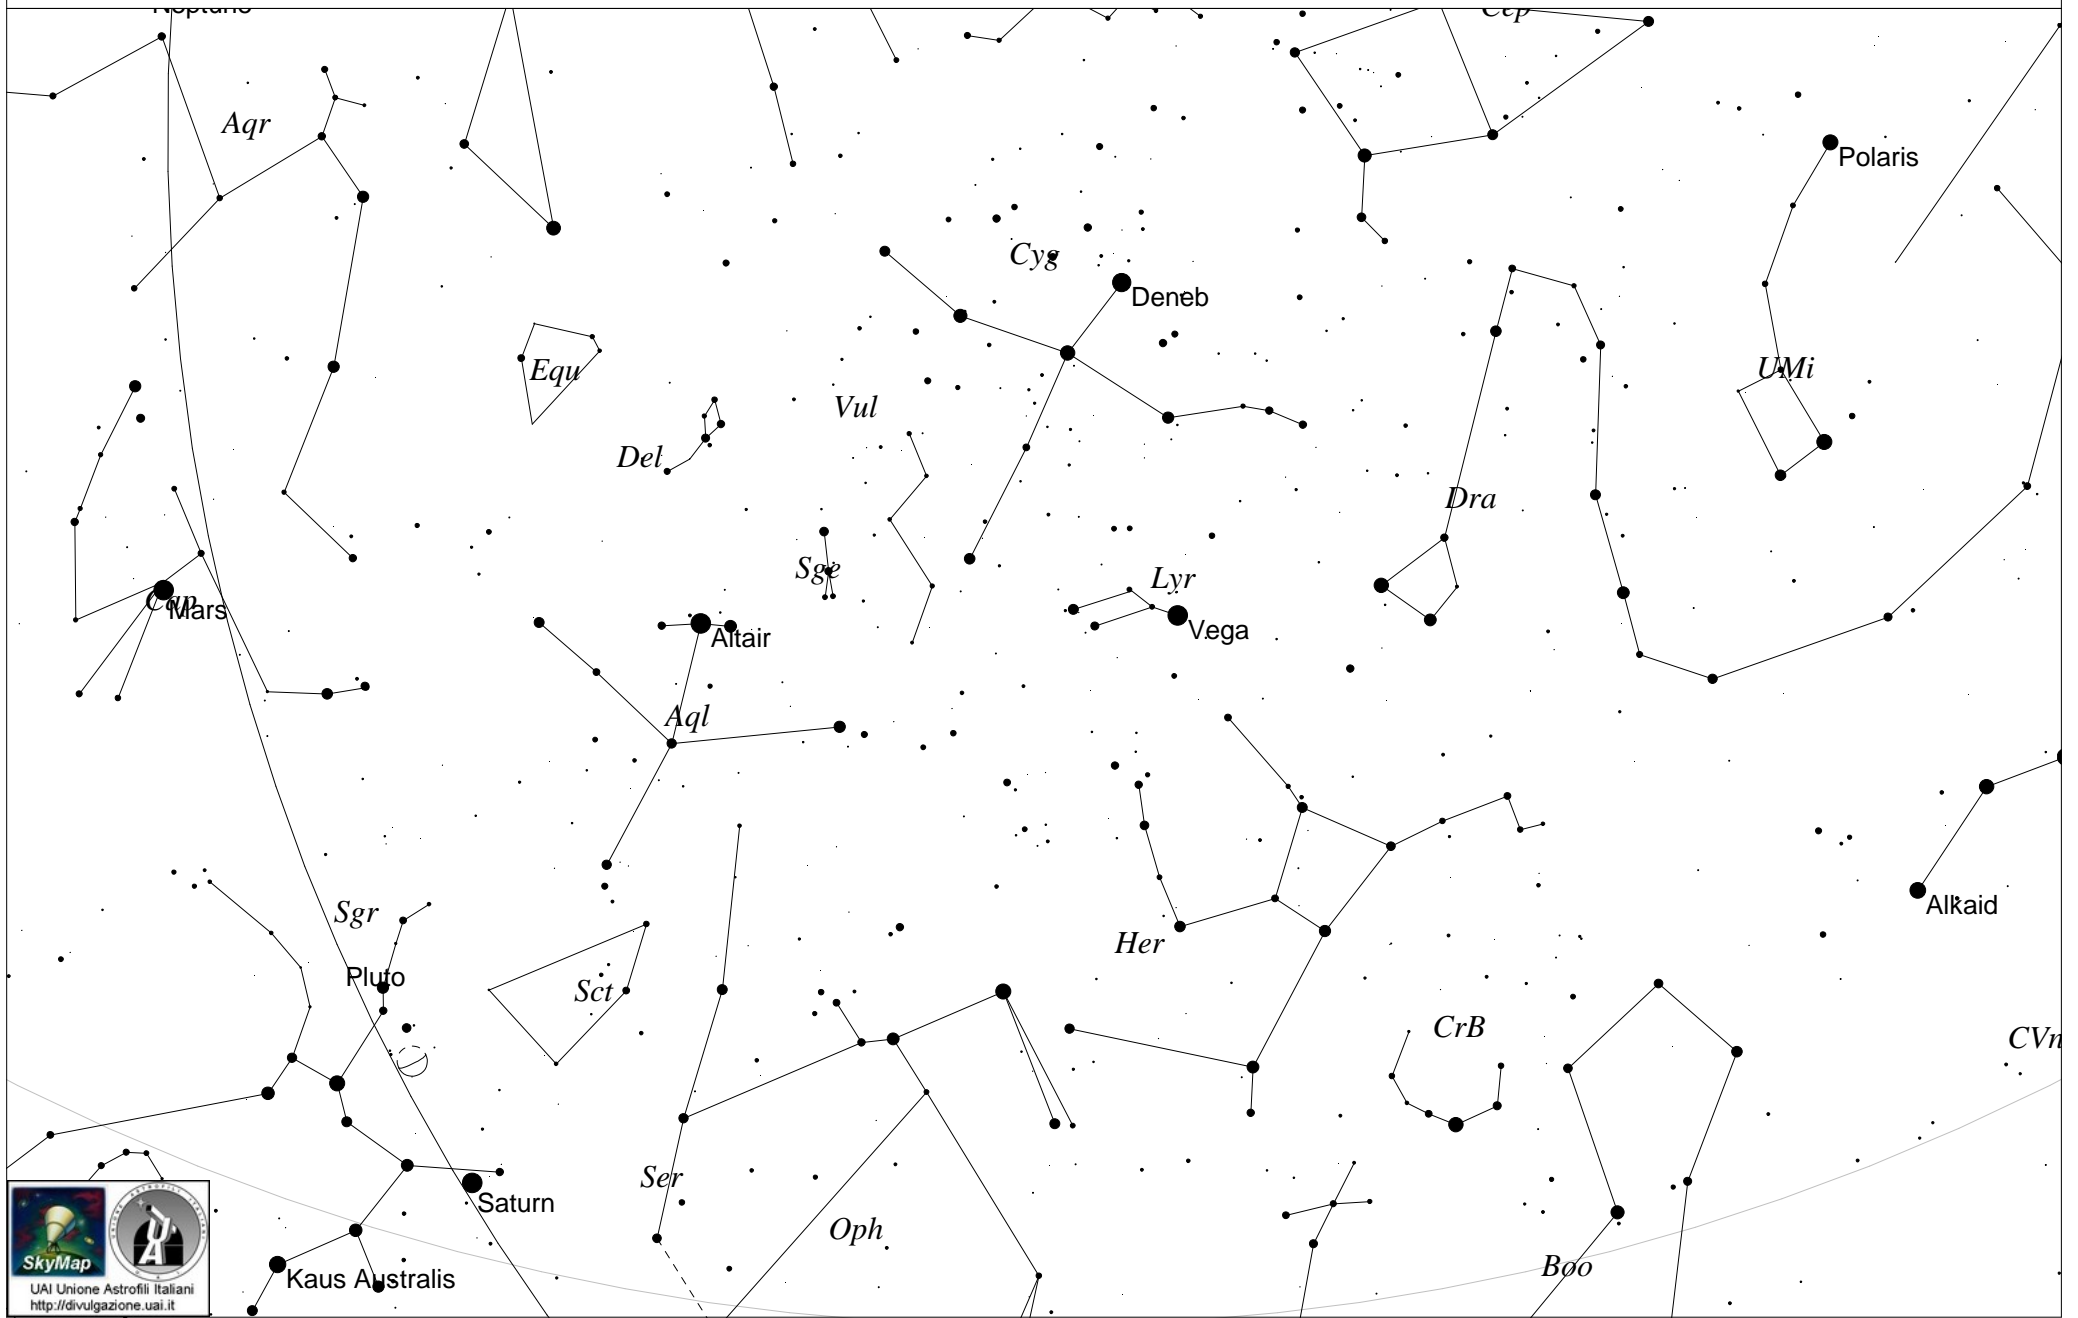 Neptune
Cep
Aqr
Polaris
Cyg
Deneb
Equ
UMi
Vul
Del
Dra
Sge
Lyr
Cap
Mars
Altair
Vega
Aql
Alkaid
Sgr
Her
Pluto
Sct
CrB
CVn
Ser
Saturn
Oph
Boo
Kaus Australis
SkyMap
UAI
UAI Unione Astrofili Italiani
http://divulgazione.uai.it